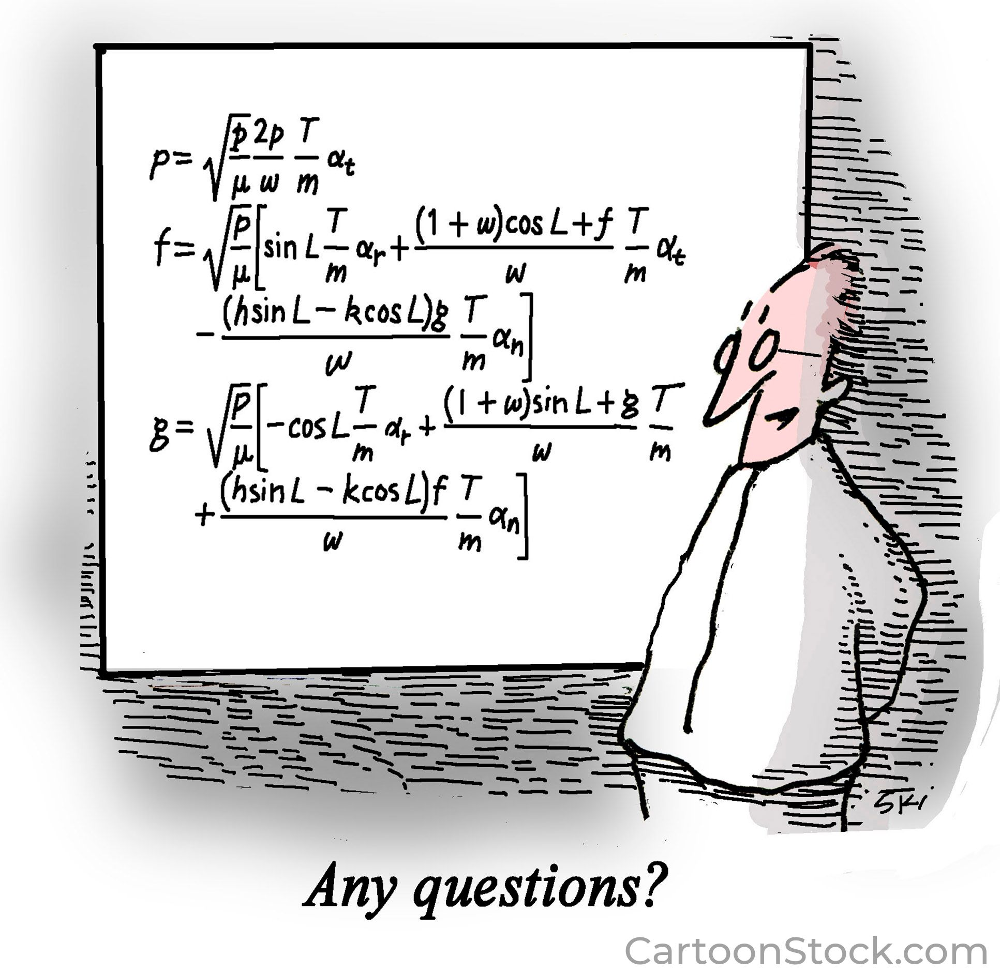 p = √(p/μ) 2p/w T/m α_t
f = √(p/μ) [ sin L T/m α_r + ((1 + w)cos L + f)/w T/m α_t
− ((h sin L − k cos L)g)/w T/m α_n ]
g = √(p/μ) [ −cos L T/m α_r + ((1 + w)sin L + g)/w T/m
+ ((h sin L − k cos L)f)/w T/m α_n ]
5Ki
Any questions?
CartoonStock.com